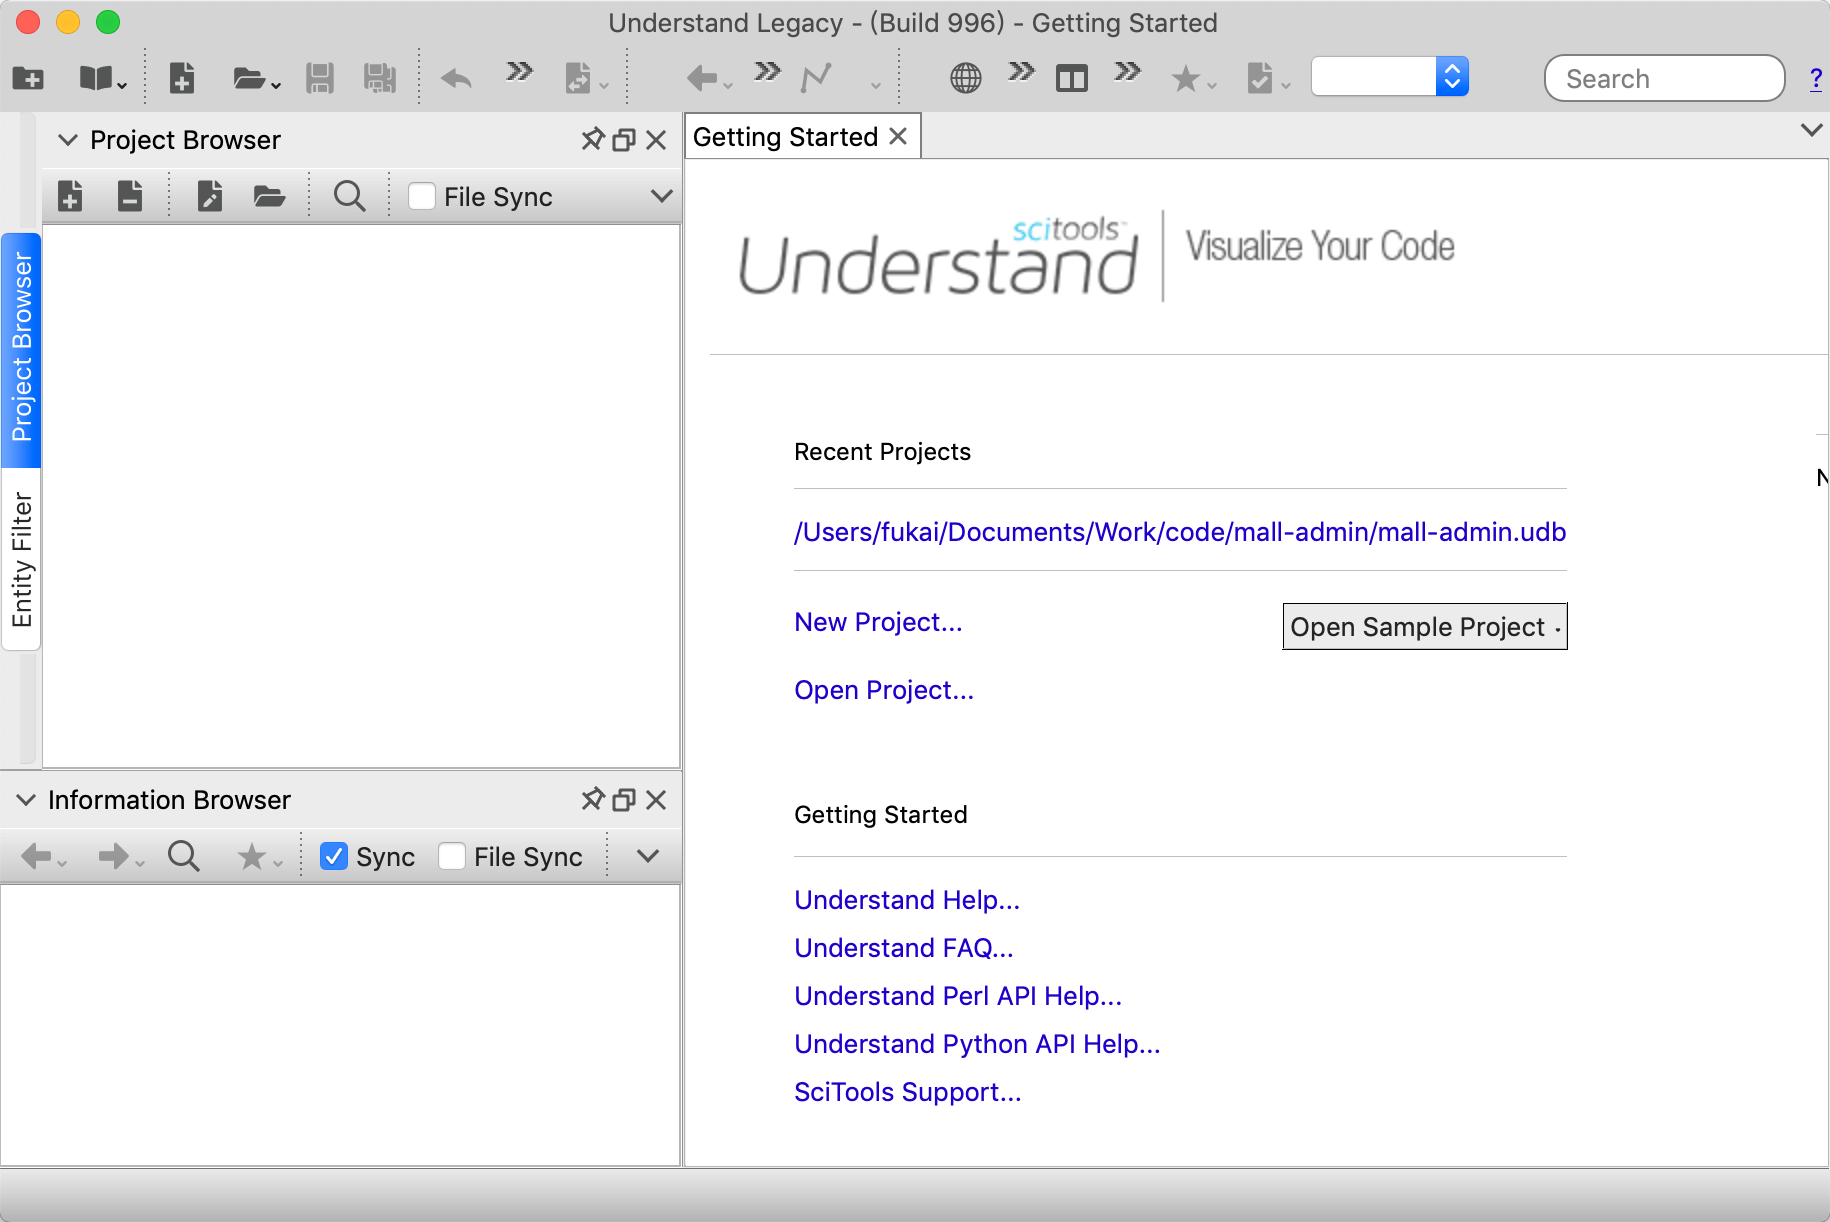 Understand Legacy - (Build 996) - Getting Started
Search
?
Project Browser
Getting Started
File Sync
Project Browser
Entity Filter
scitools™
Understand
Visualize Your Code
Recent Projects
/Users/fukai/Documents/Work/code/mall-admin/mall-admin.udb
New Project...
Open Sample Project
Open Project...
Information Browser
Sync
File Sync
Getting Started
Understand Help...
Understand FAQ...
Understand Perl API Help...
Understand Python API Help...
SciTools Support...